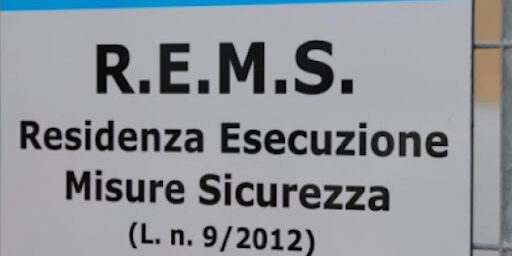 R.E.M.S.
Residenza Esecuzione
Misure Sicurezza
(L. n. 9/2012)